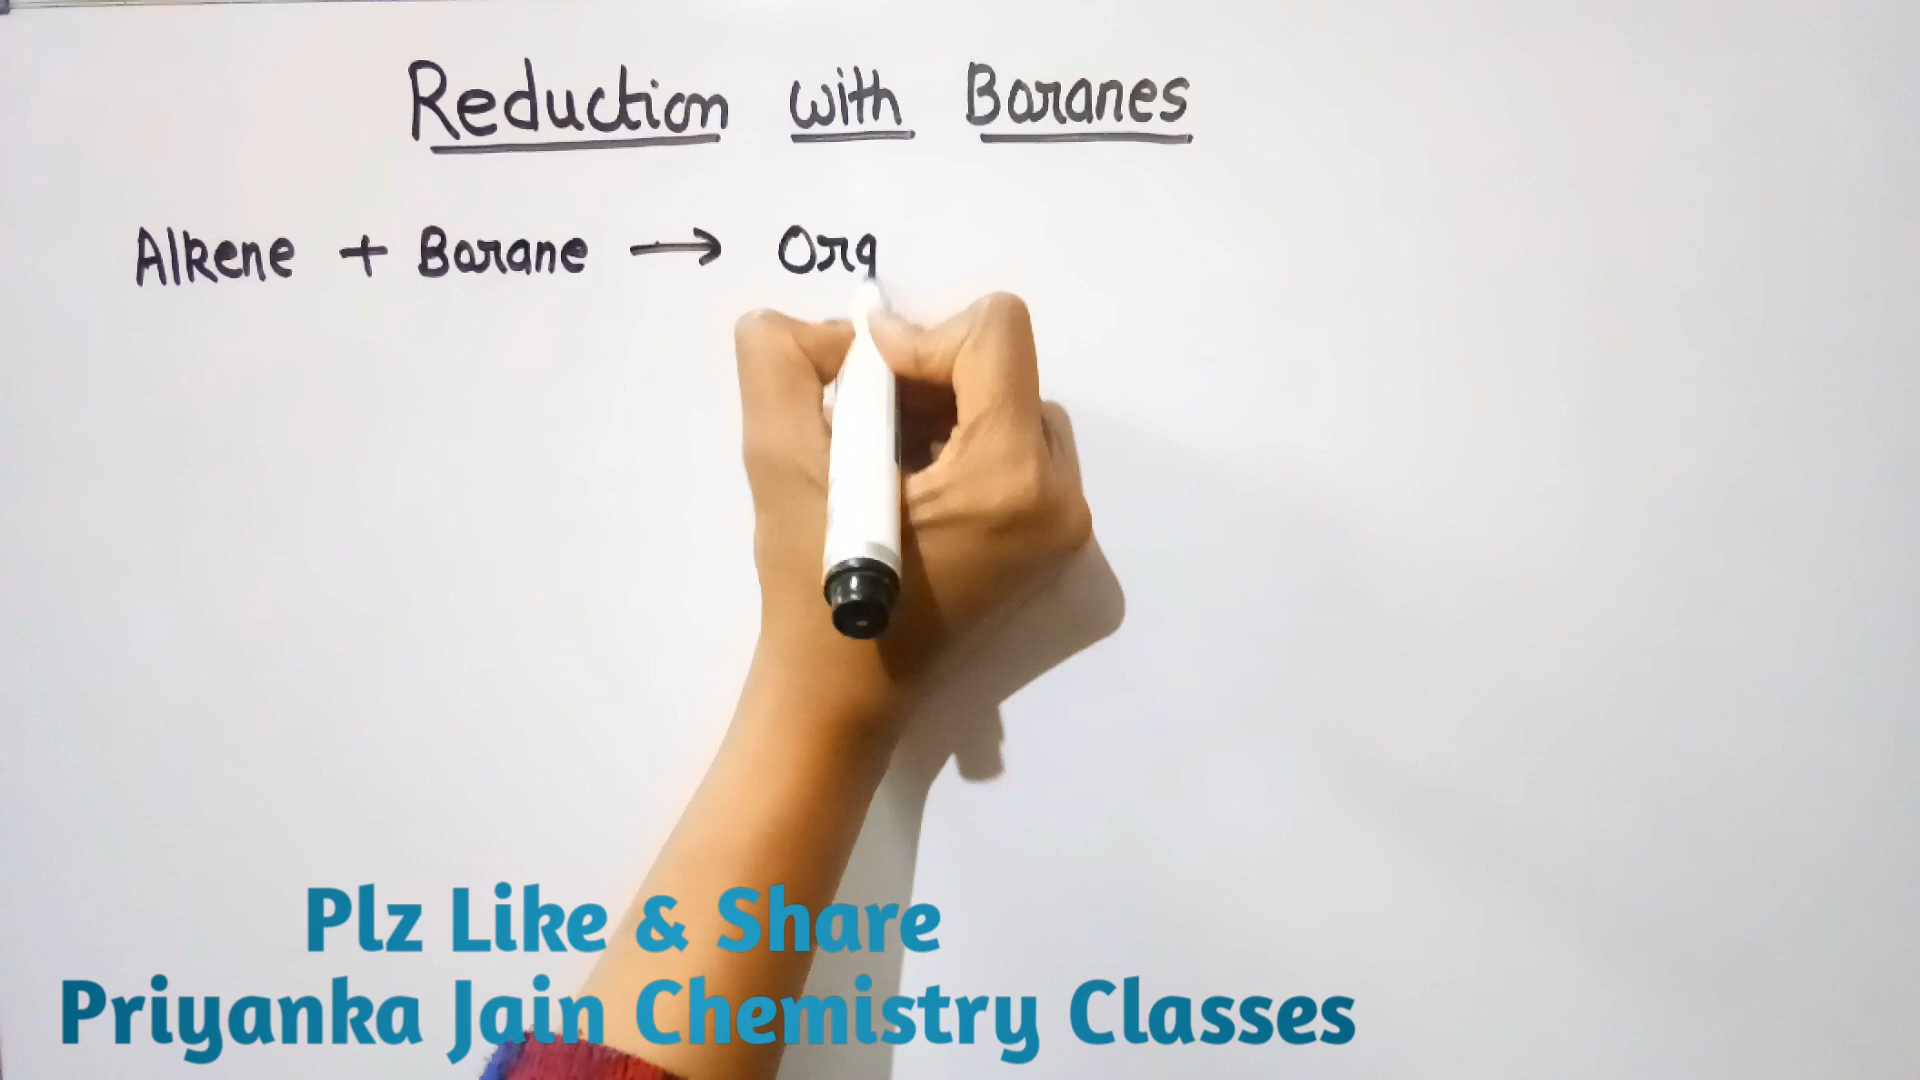 Reduction with Boranes
Alkene + Borane → Org
Plz Like & Share
Priyanka Jain Chemistry Classes